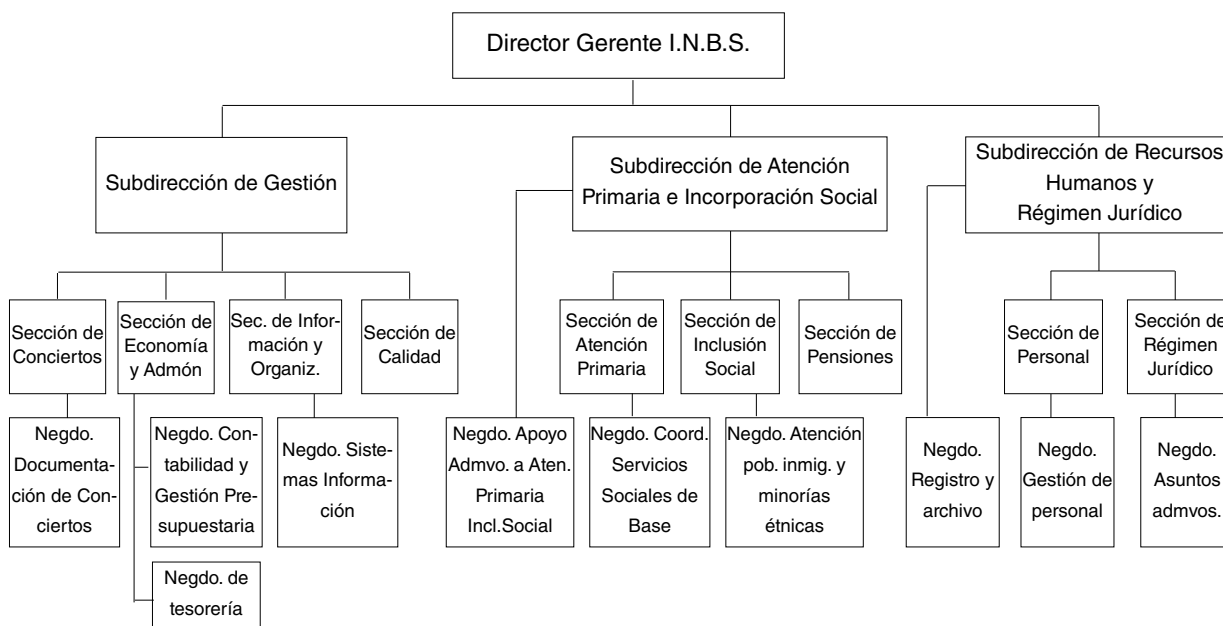 Director Gerente I.N.B.S.
Subdirección de Gestión
Subdirección de Atención
Primaria e Incorporación Social
Subdirección de Recursos
Humanos y
Régimen Jurídico
Sección de
Conciertos
Sección de
Economía
y Admón
Sec. de Infor-
mación y
Organiz.
Sección de
Calidad
Sección de
Atención
Primaria
Sección de
Inclusión
Social
Sección de
Pensiones
Sección de
Personal
Sección de
Régimen
Jurídico
Negdo.
Documenta-
ción de Con-
ciertos
Negdo. Con-
tabilidad y
Gestión Pre-
supuestaria
Negdo. Siste-
mas Informa-
ción
Negdo. Apoyo
Admvo. a Aten.
Primaria
Incl.Social
Negdo. Coord.
Servicios
Sociales de
Base
Negdo. Atención
pob. inmig. y
minorías
étnicas
Negdo.
Registro y
archivo
Negdo.
Gestión de
personal
Negdo.
Asuntos
admvos.
Negdo. de
tesorería